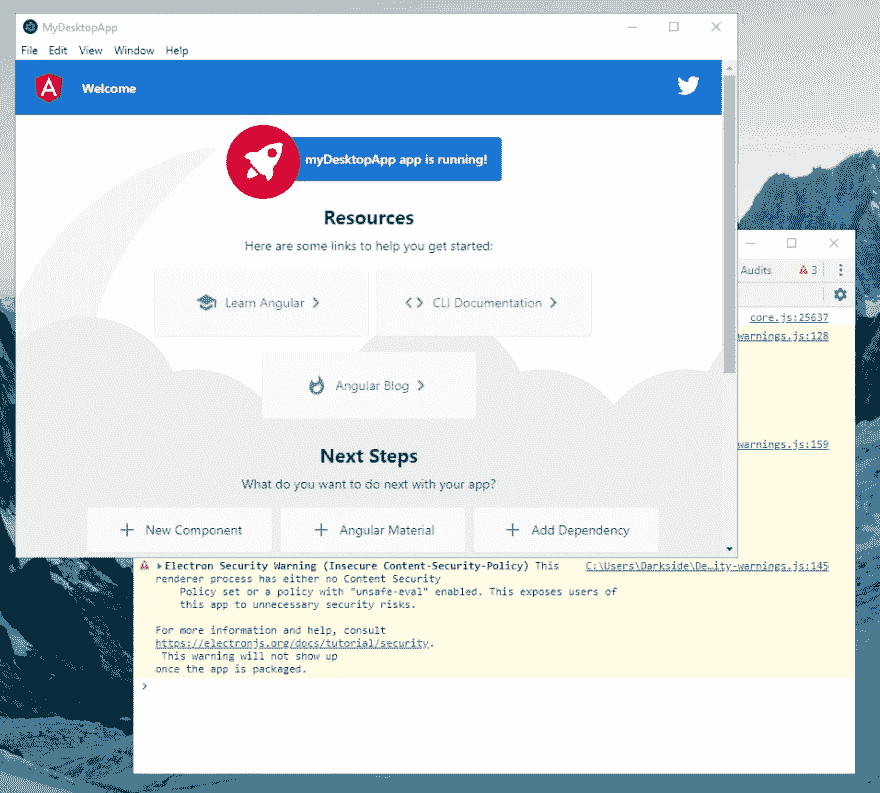 MyDesktopApp
File Edit View Window Help
A Welcome
myDesktopApp app is running!
Resources
Here are some links to help you get started:
Learn Angular
CLI Documentation
Angular Blog
Next Steps
What do you want to do next with your app?
New Component
Angular Material
Add Dependency
Audits 3
core.js:25637
warnings.js:128
warnings.js:159
Electron Security Warning (Insecure Content-Security-Policy) This C:\Users\Darkside\De…ity-warnings.js:145
renderer process has either no Content Security
Policy set or a policy with "unsafe-eval" enabled. This exposes users of
this app to unnecessary security risks.
For more information and help, consult
https://electronjs.org/docs/tutorial/security.
This warning will not show up
once the app is packaged.